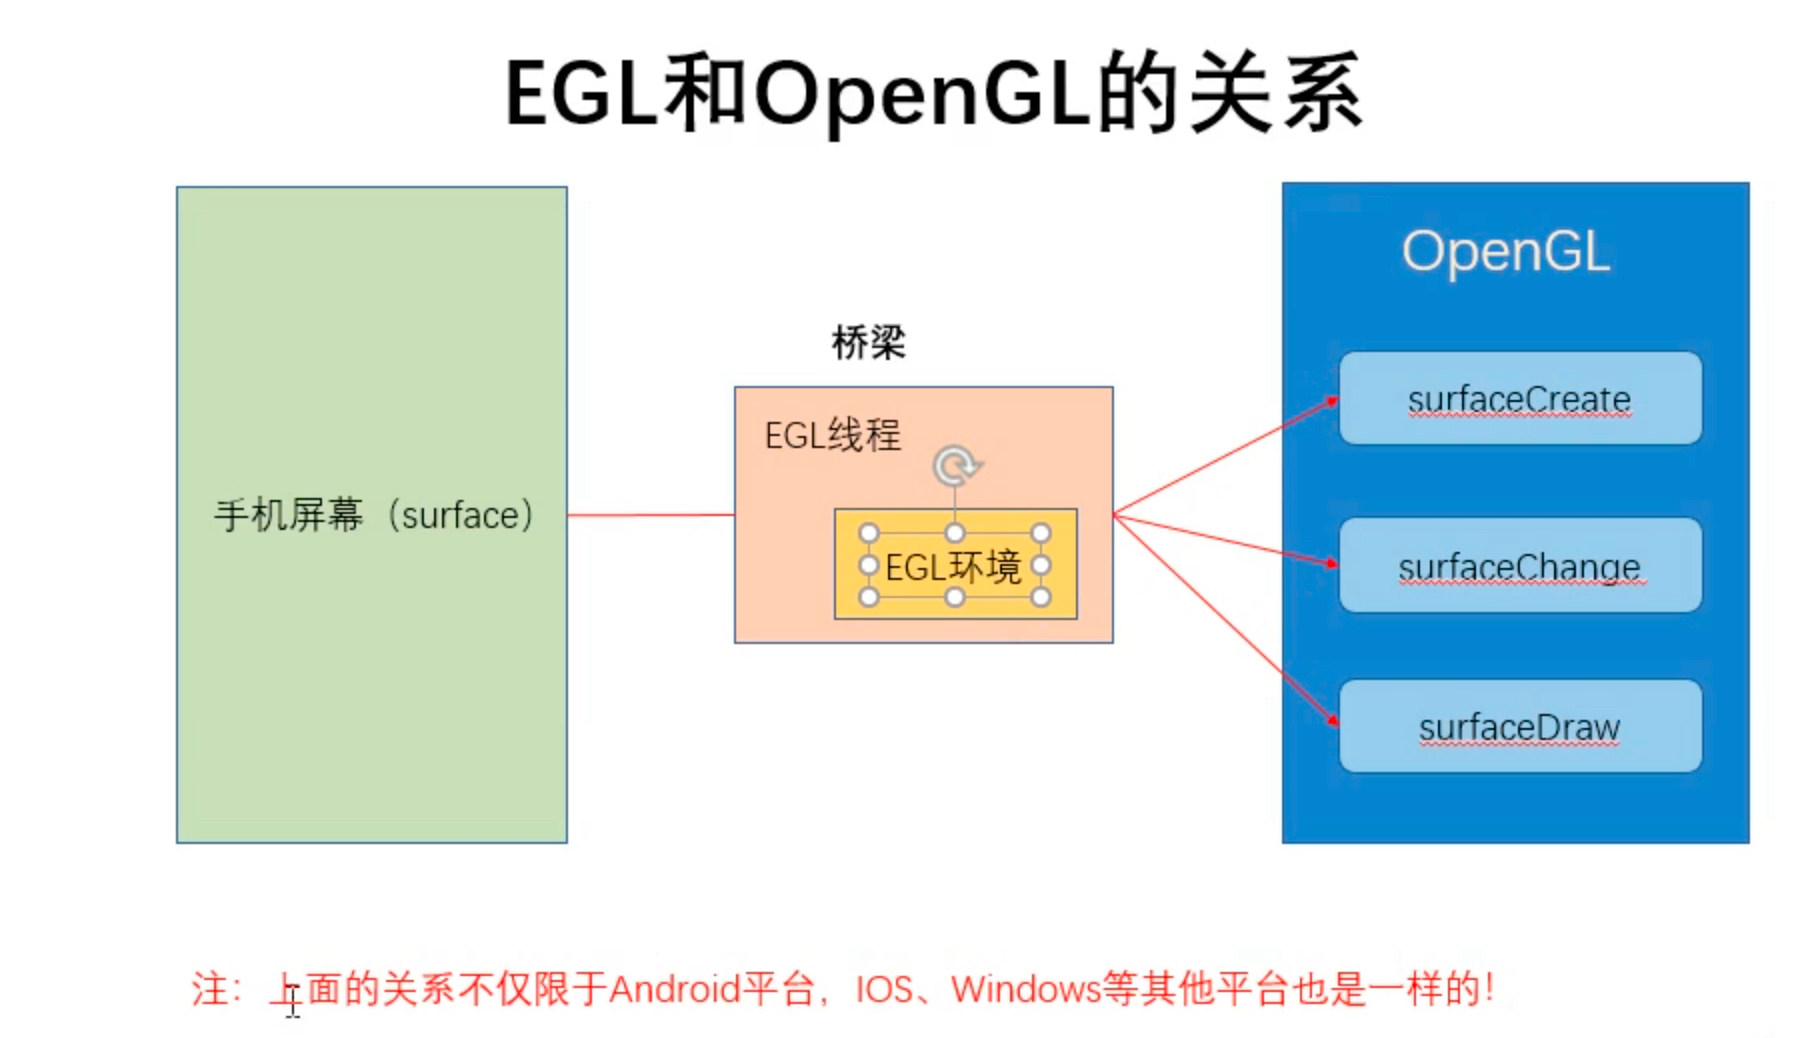 EGL和OpenGL的关系
手机屏幕（surface）
桥梁
EGL线程
EGL环境
OpenGL
surfaceCreate
surfaceChange
surfaceDraw
注：上面的关系不仅限于Android平台，IOS、Windows等其他平台也是一样的！